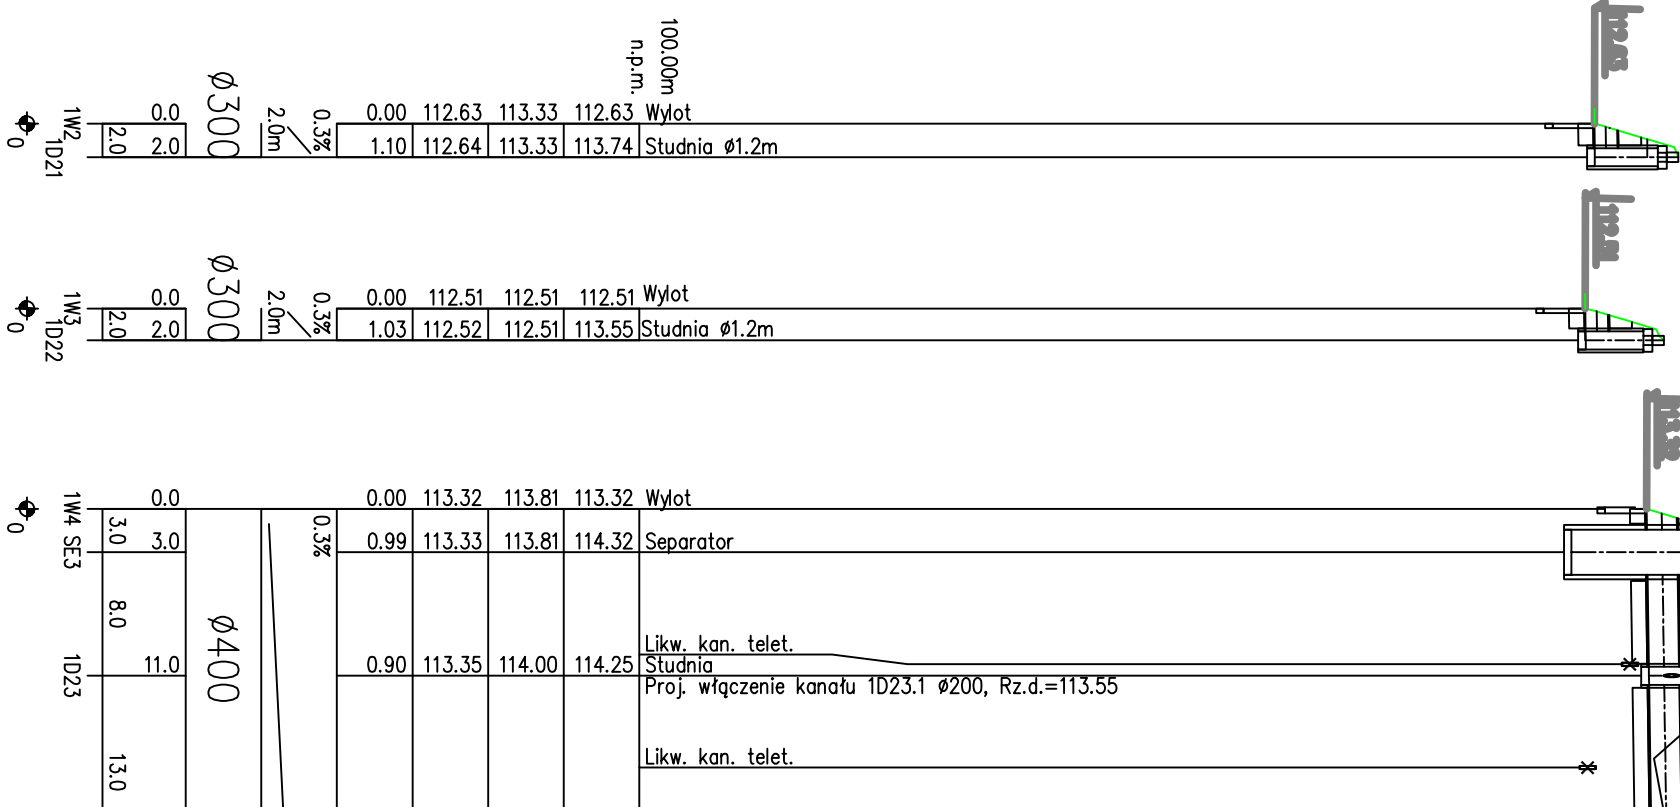 100.00m
n.p.m.
1W2 0.0 0.00 112.63 113.33 112.63 Wylot
1D21 2.0 2.0 Ø300 2.0m 0.3% 1.10 112.64 113.33 113.74 Studnia Ø1.2m
0
112.63
1W3 0.0 0.00 112.51 112.51 112.51 Wylot
1D22 2.0 2.0 Ø300 2.0m 0.3% 1.03 112.52 112.51 113.55 Studnia Ø1.2m
0
112.51
1W4 0.0 0.00 113.32 113.81 113.32 Wylot
0
SE3 3.0 3.0 0.3% 0.99 113.33 113.81 114.32 Separator
8.0 Ø400
Likw. kan. telet.
1D23 11.0 0.90 113.35 114.00 114.25 Studnia
Proj. włączenie kanału 1D23.1 Ø200, Rz.d.=113.55
Likw. kan. telet.
13.0